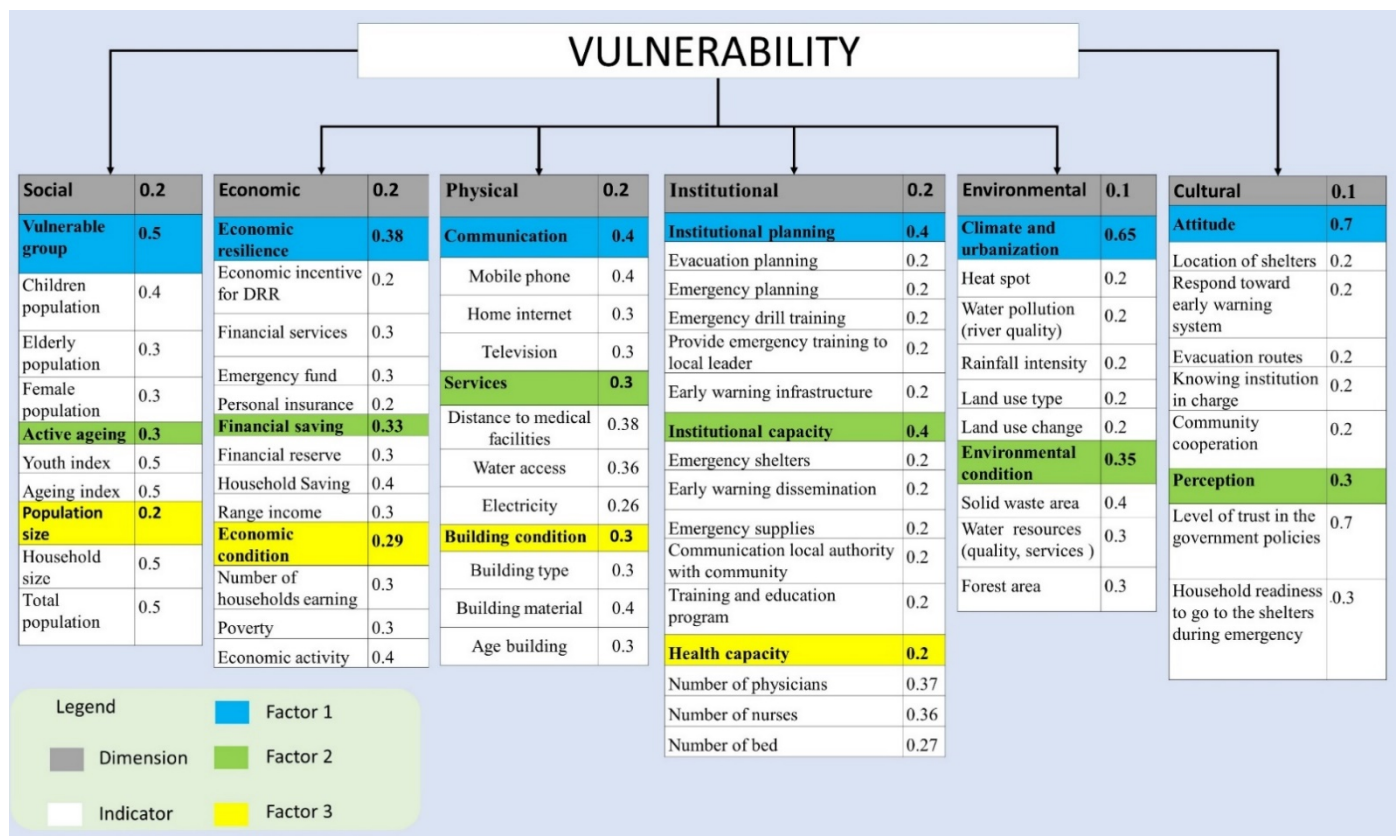 VULNERABILITY
Social 0.2
Vulnerable
group 0.5
Children
population 0.4
Elderly
population 0.3
Female
population 0.3
Active ageing 0.3
Youth index 0.5
Ageing index 0.5
Population
size 0.2
Household
size 0.5
Total
population 0.5
Economic 0.2
Economic
resilience 0.38
Economic incentive
for DRR 0.2
Financial services 0.3
Emergency fund 0.3
Personal insurance 0.2
Financial saving 0.33
Financial reserve 0.3
Household Saving 0.4
Range income 0.3
Economic
condition 0.29
Number of
households earning 0.3
Poverty 0.3
Economic activity 0.4
Physical 0.2
Communication 0.4
Mobile phone 0.4
Home internet 0.3
Television 0.3
Services 0.3
Distance to medical
facilities 0.38
Water access 0.36
Electricity 0.26
Building condition 0.3
Building type 0.3
Building material 0.4
Age building 0.3
Institutional 0.2
Institutional planning 0.4
Evacuation planning 0.2
Emergency planning 0.2
Emergency drill training 0.2
Provide emergency training to
local leader 0.2
Early warning infrastructure 0.2
Institutional capacity 0.4
Emergency shelters 0.2
Early warning dissemination 0.2
Emergency supplies 0.2
Communication local authority
with community 0.2
Training and education
program 0.2
Health capacity 0.2
Number of physicians 0.37
Number of nurses 0.36
Number of bed 0.27
Environmental 0.1
Climate and
urbanization 0.65
Heat spot 0.2
Water pollution
(river quality) 0.2
Rainfall intensity 0.2
Land use type 0.2
Land use change 0.2
Environmental
condition 0.35
Solid waste area 0.4
Water resources
(quality, services ) 0.3
Forest area 0.3
Cultural 0.1
Attitude 0.7
Location of shelters 0.2
Respond toward
early warning
system 0.2
Evacuation routes 0.2
Knowing institution
in charge 0.2
Community
cooperation 0.2
Perception 0.3
Level of trust in the
government policies 0.7
Household readiness
to go to the shelters
during emergency .0.3
Legend
Factor 1
Dimension
Factor 2
Indicator
Factor 3